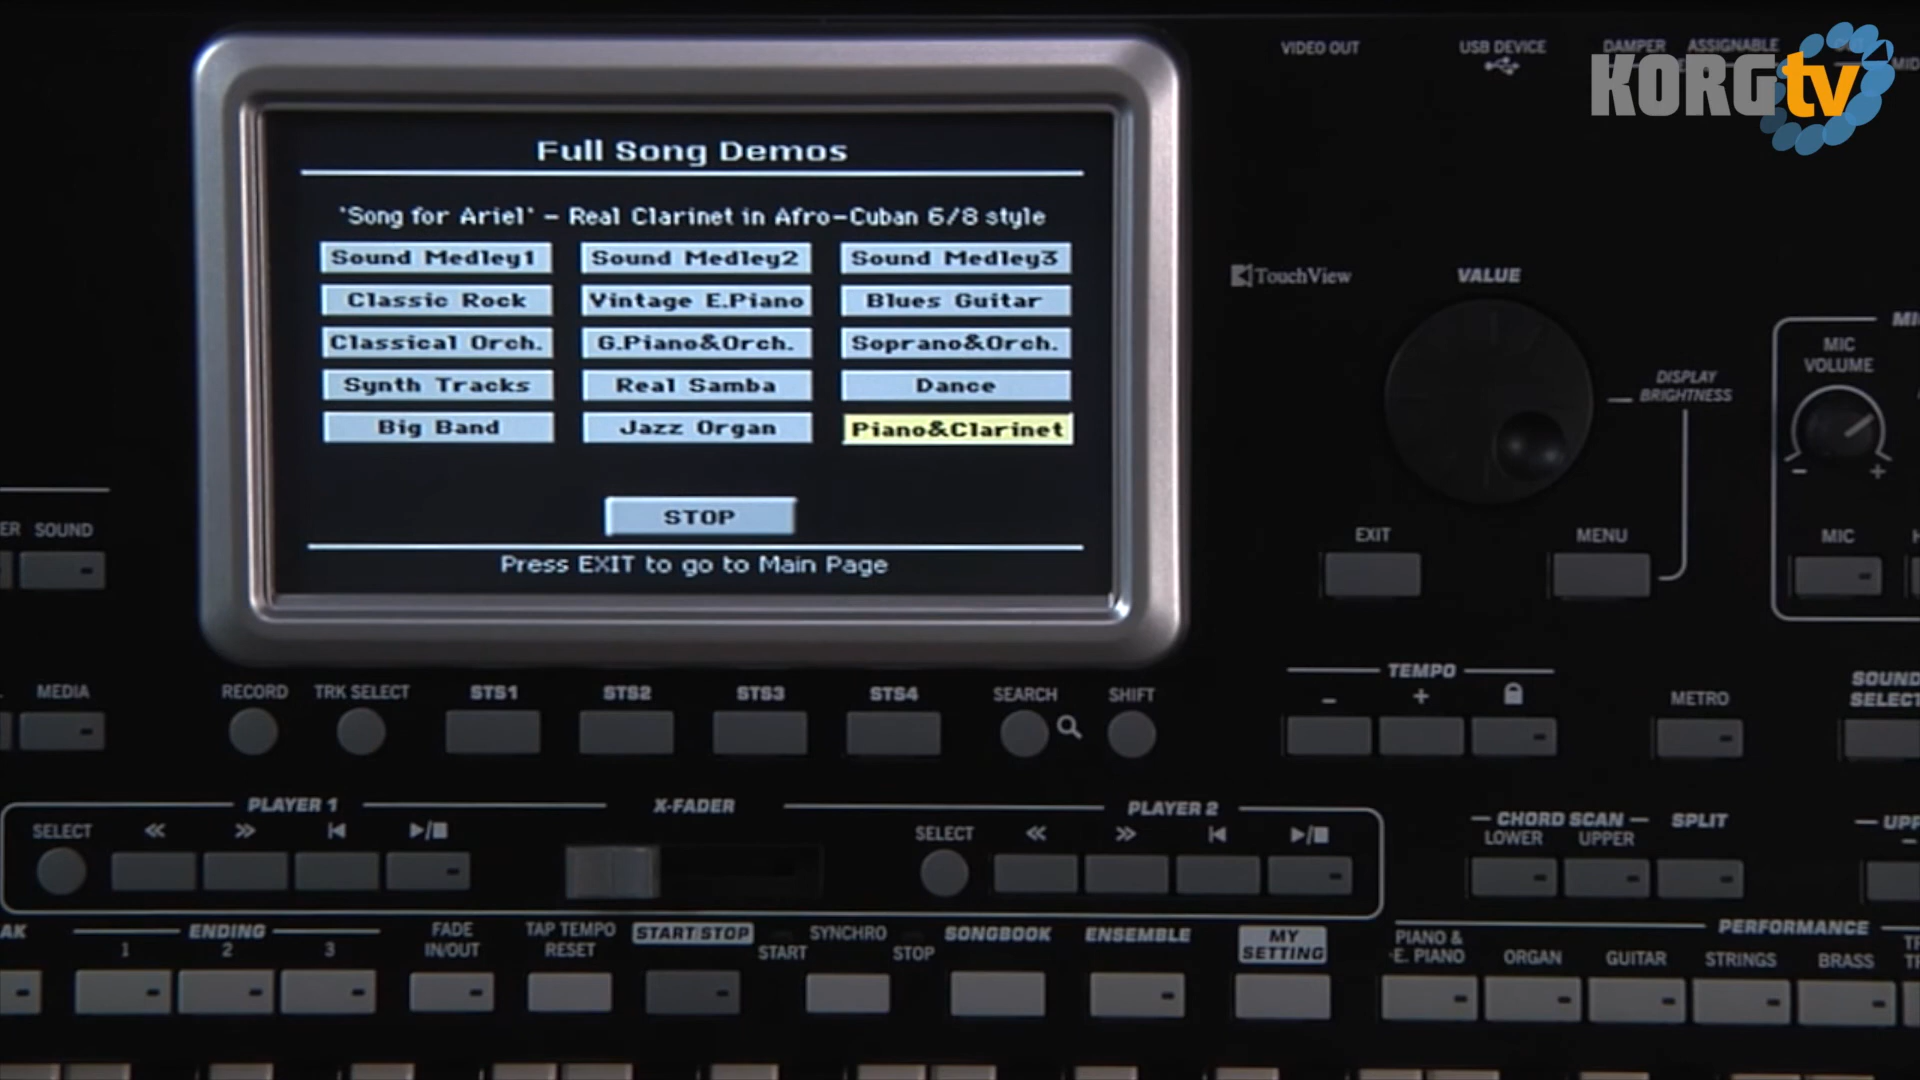 KORGtv
VIDEO OUT
USB DEVICE
DAMPER
ASSIGNABLE
Full Song Demos
'Song for Ariel' - Real Clarinet in Afro-Cuban 6/8 style
Sound Medley1 Sound Medley2 Sound Medley3
Classic Rock Vintage E.Piano Blues Guitar
Classical Orch. G.Piano&Orch. Soprano&Orch.
Synth Tracks Real Samba Dance
Big Band Jazz Organ Piano&Clarinet
STOP
Press EXIT to go to Main Page
TouchView
VALUE
DISPLAY
BRIGHTNESS
MIC
VOLUME
- +
EXIT
MENU
MIC
SOUND
MEDIA
RECORD
TRK SELECT
STS1
STS2
STS3
STS4
SEARCH
SHIFT
TEMPO
- +
METRO
SOUND
SELECT
PLAYER 1
X-FADER
PLAYER 2
SELECT
SELECT
CHORD SCAN
LOWER UPPER
SPLIT
ENDING
1 2 3
FADE
IN/OUT
TAP TEMPO
RESET
START STOP
SYNCHRO
START STOP
SONGBOOK
ENSEMBLE
MY
SETTING
PERFORMANCE
PIANO &
E. PIANO
ORGAN
GUITAR
STRINGS
BRASS